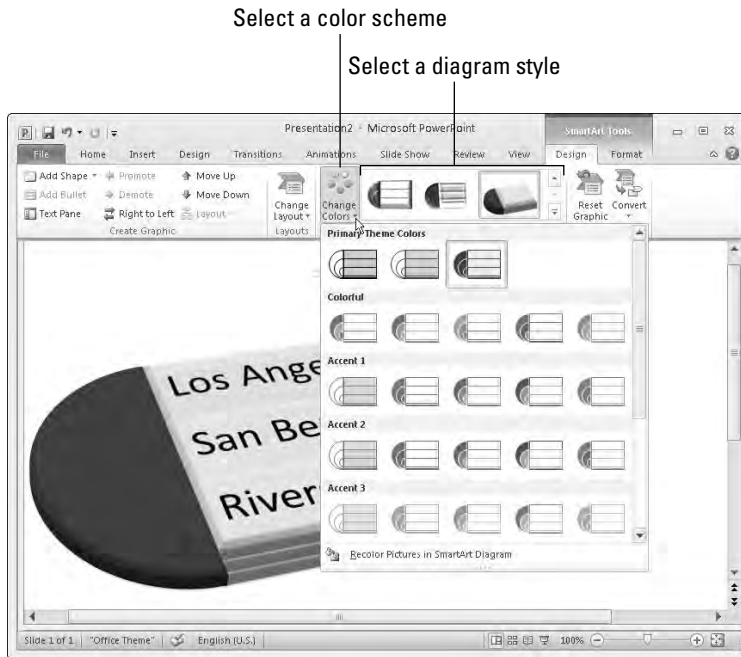 Select a color scheme
Select a diagram style
Presentation2 - Microsoft PowerPoint
SmartArt Tools
File Home Insert Design Transitions Animations Slide Show Review View Design Format
Add Shape Promote Move Up
Add Bullet Demote Move Down
Text Pane Right to Left Layout
Change Layout
Change Colors
Reset Graphic
Convert
Create Graphic
Layouts
Primary Theme Colors
Colorful
Accent 1
Accent 2
Accent 3
Recolor Pictures in SmartArt Diagram
Los Ange
San Be
River
Slide 1 of 1 "Office Theme" English (U.S.) 100%